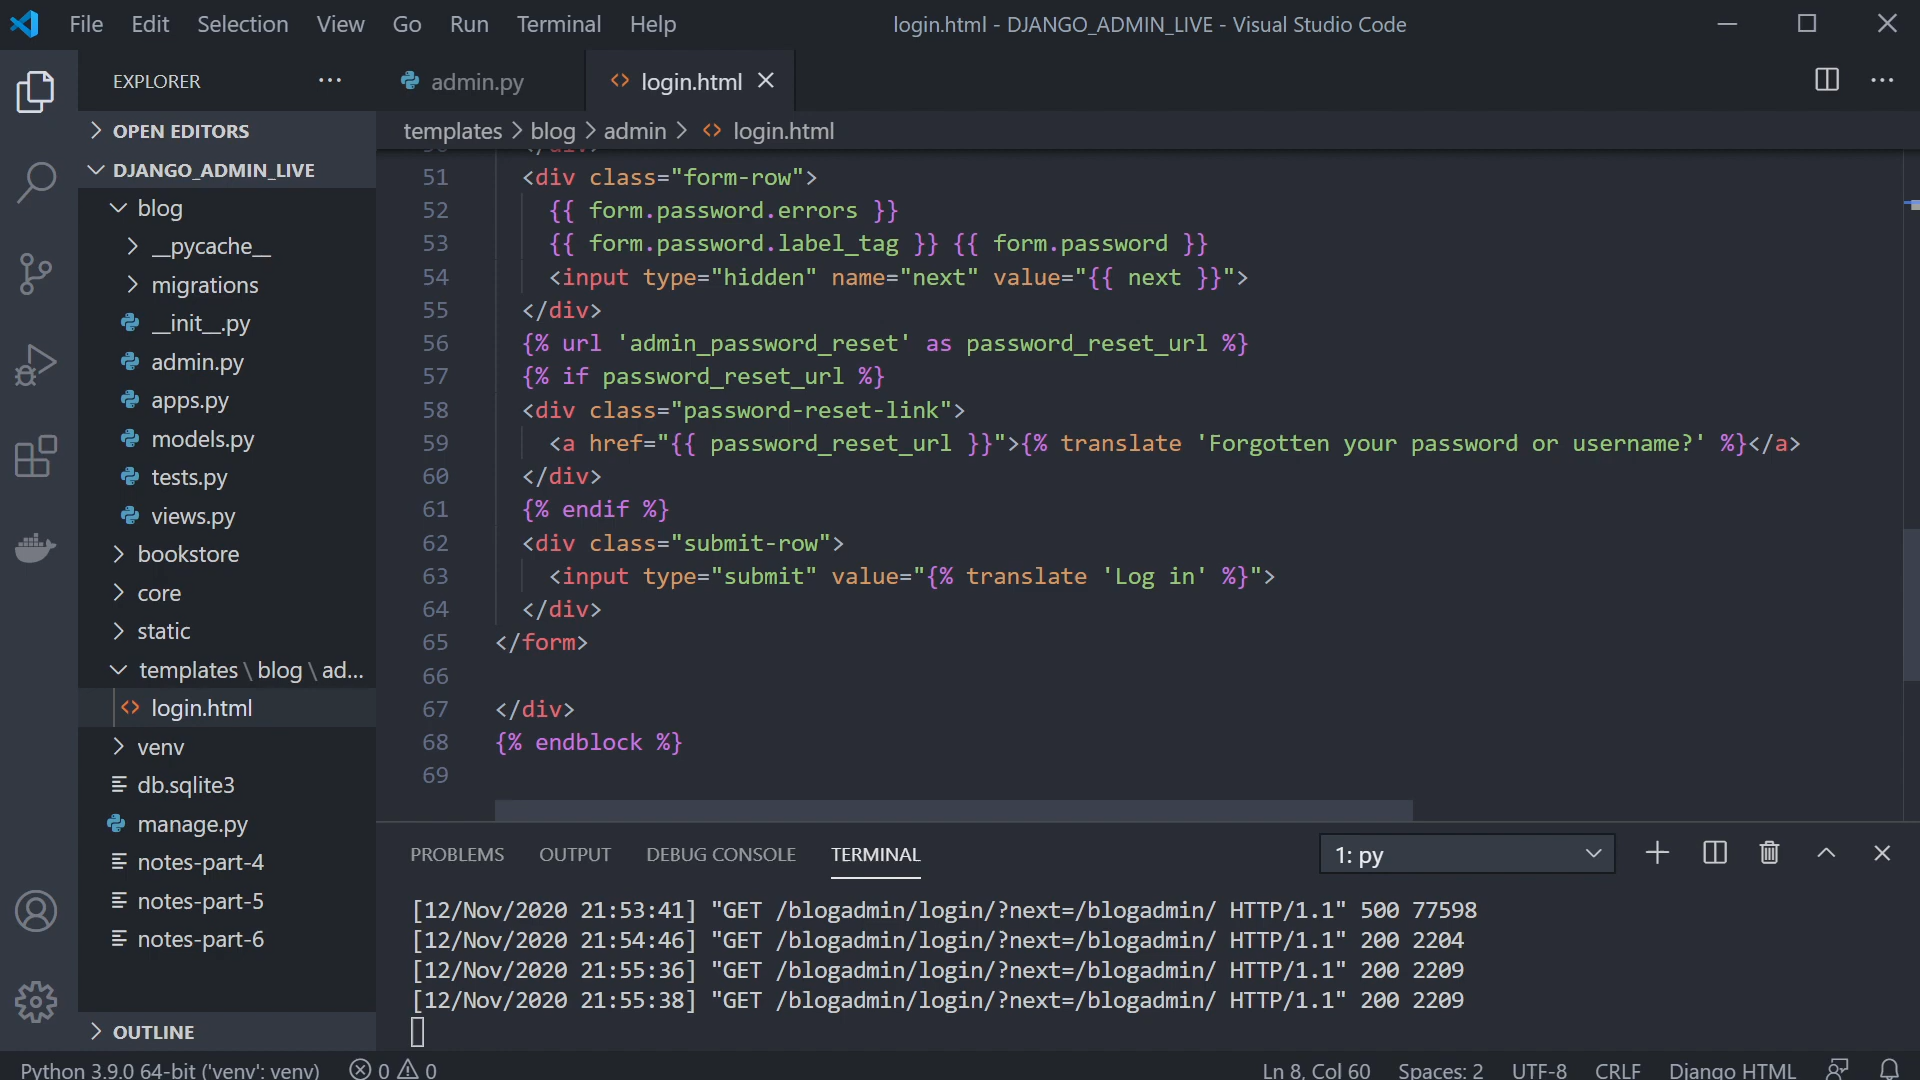 File Edit Selection View Go Run Terminal Help login.html - DJANGO_ADMIN_LIVE - Visual Studio Code
EXPLORER
admin.py login.html
OPEN EDITORS
DJANGO_ADMIN_LIVE
blog
__pycache__
migrations
__init__.py
admin.py
apps.py
models.py
tests.py
views.py
bookstore
core
static
templates \ blog \ ad...
login.html
venv
db.sqlite3
manage.py
notes-part-4
notes-part-5
notes-part-6
OUTLINE
templates > blog > admin > login.html
50 </div>
51 <div class="form-row">
52 {{ form.password.errors }}
53 {{ form.password.label_tag }} {{ form.password }}
54 <input type="hidden" name="next" value="{{ next }}">
55 </div>
56 {% url 'admin_password_reset' as password_reset_url %}
57 {% if password_reset_url %}
58 <div class="password-reset-link">
59 <a href="{{ password_reset_url }}">{% translate 'Forgotten your password or username?' %}</a>
60 </div>
61 {% endif %}
62 <div class="submit-row">
63 <input type="submit" value="{% translate 'Log in' %}">
64 </div>
65 </form>
66
67 </div>
68 {% endblock %}
69
PROBLEMS OUTPUT DEBUG CONSOLE TERMINAL 1: py
[12/Nov/2020 21:53:41] "GET /blogadmin/login/?next=/blogadmin/ HTTP/1.1" 500 77598
[12/Nov/2020 21:54:46] "GET /blogadmin/login/?next=/blogadmin/ HTTP/1.1" 200 2204
[12/Nov/2020 21:55:36] "GET /blogadmin/login/?next=/blogadmin/ HTTP/1.1" 200 2209
[12/Nov/2020 21:55:38] "GET /blogadmin/login/?next=/blogadmin/ HTTP/1.1" 200 2209
Python 3.9.0 64-bit ('venv': venv) 0 0 Ln 8, Col 60 Spaces: 2 UTF-8 CRLF Django HTML